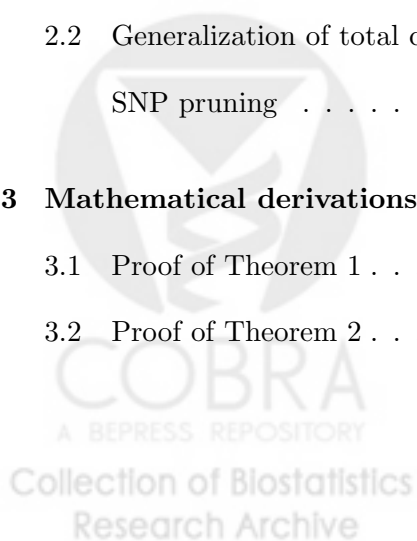 2.2 Generalization of total
SNP pruning . . . . .
3 Mathematical derivations
3.1 Proof of Theorem 1 . .
3.2 Proof of Theorem 2 . .
COBRA
A BEPRESS REPOSITORY
Collection of Biostatistics
Research Archive